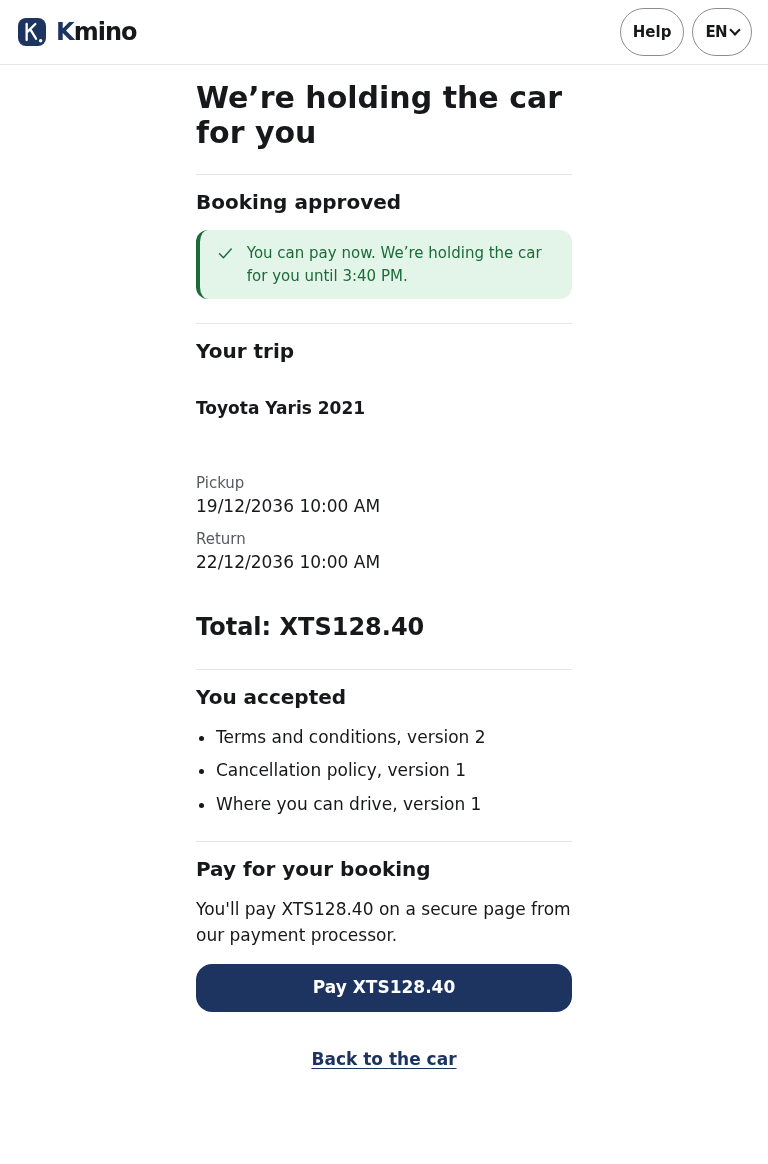 Kmino
Help
EN
We’re holding the car
for you
Booking approved
You can pay now. We’re holding the car
for you until 3:40 PM.
Your trip
Toyota Yaris 2021
Pickup
19/12/2036 10:00 AM
Return
22/12/2036 10:00 AM
Total: XTS128.40
You accepted
• Terms and conditions, version 2
• Cancellation policy, version 1
• Where you can drive, version 1
Pay for your booking
You'll pay XTS128.40 on a secure page from
our payment processor.
Pay XTS128.40
Back to the car